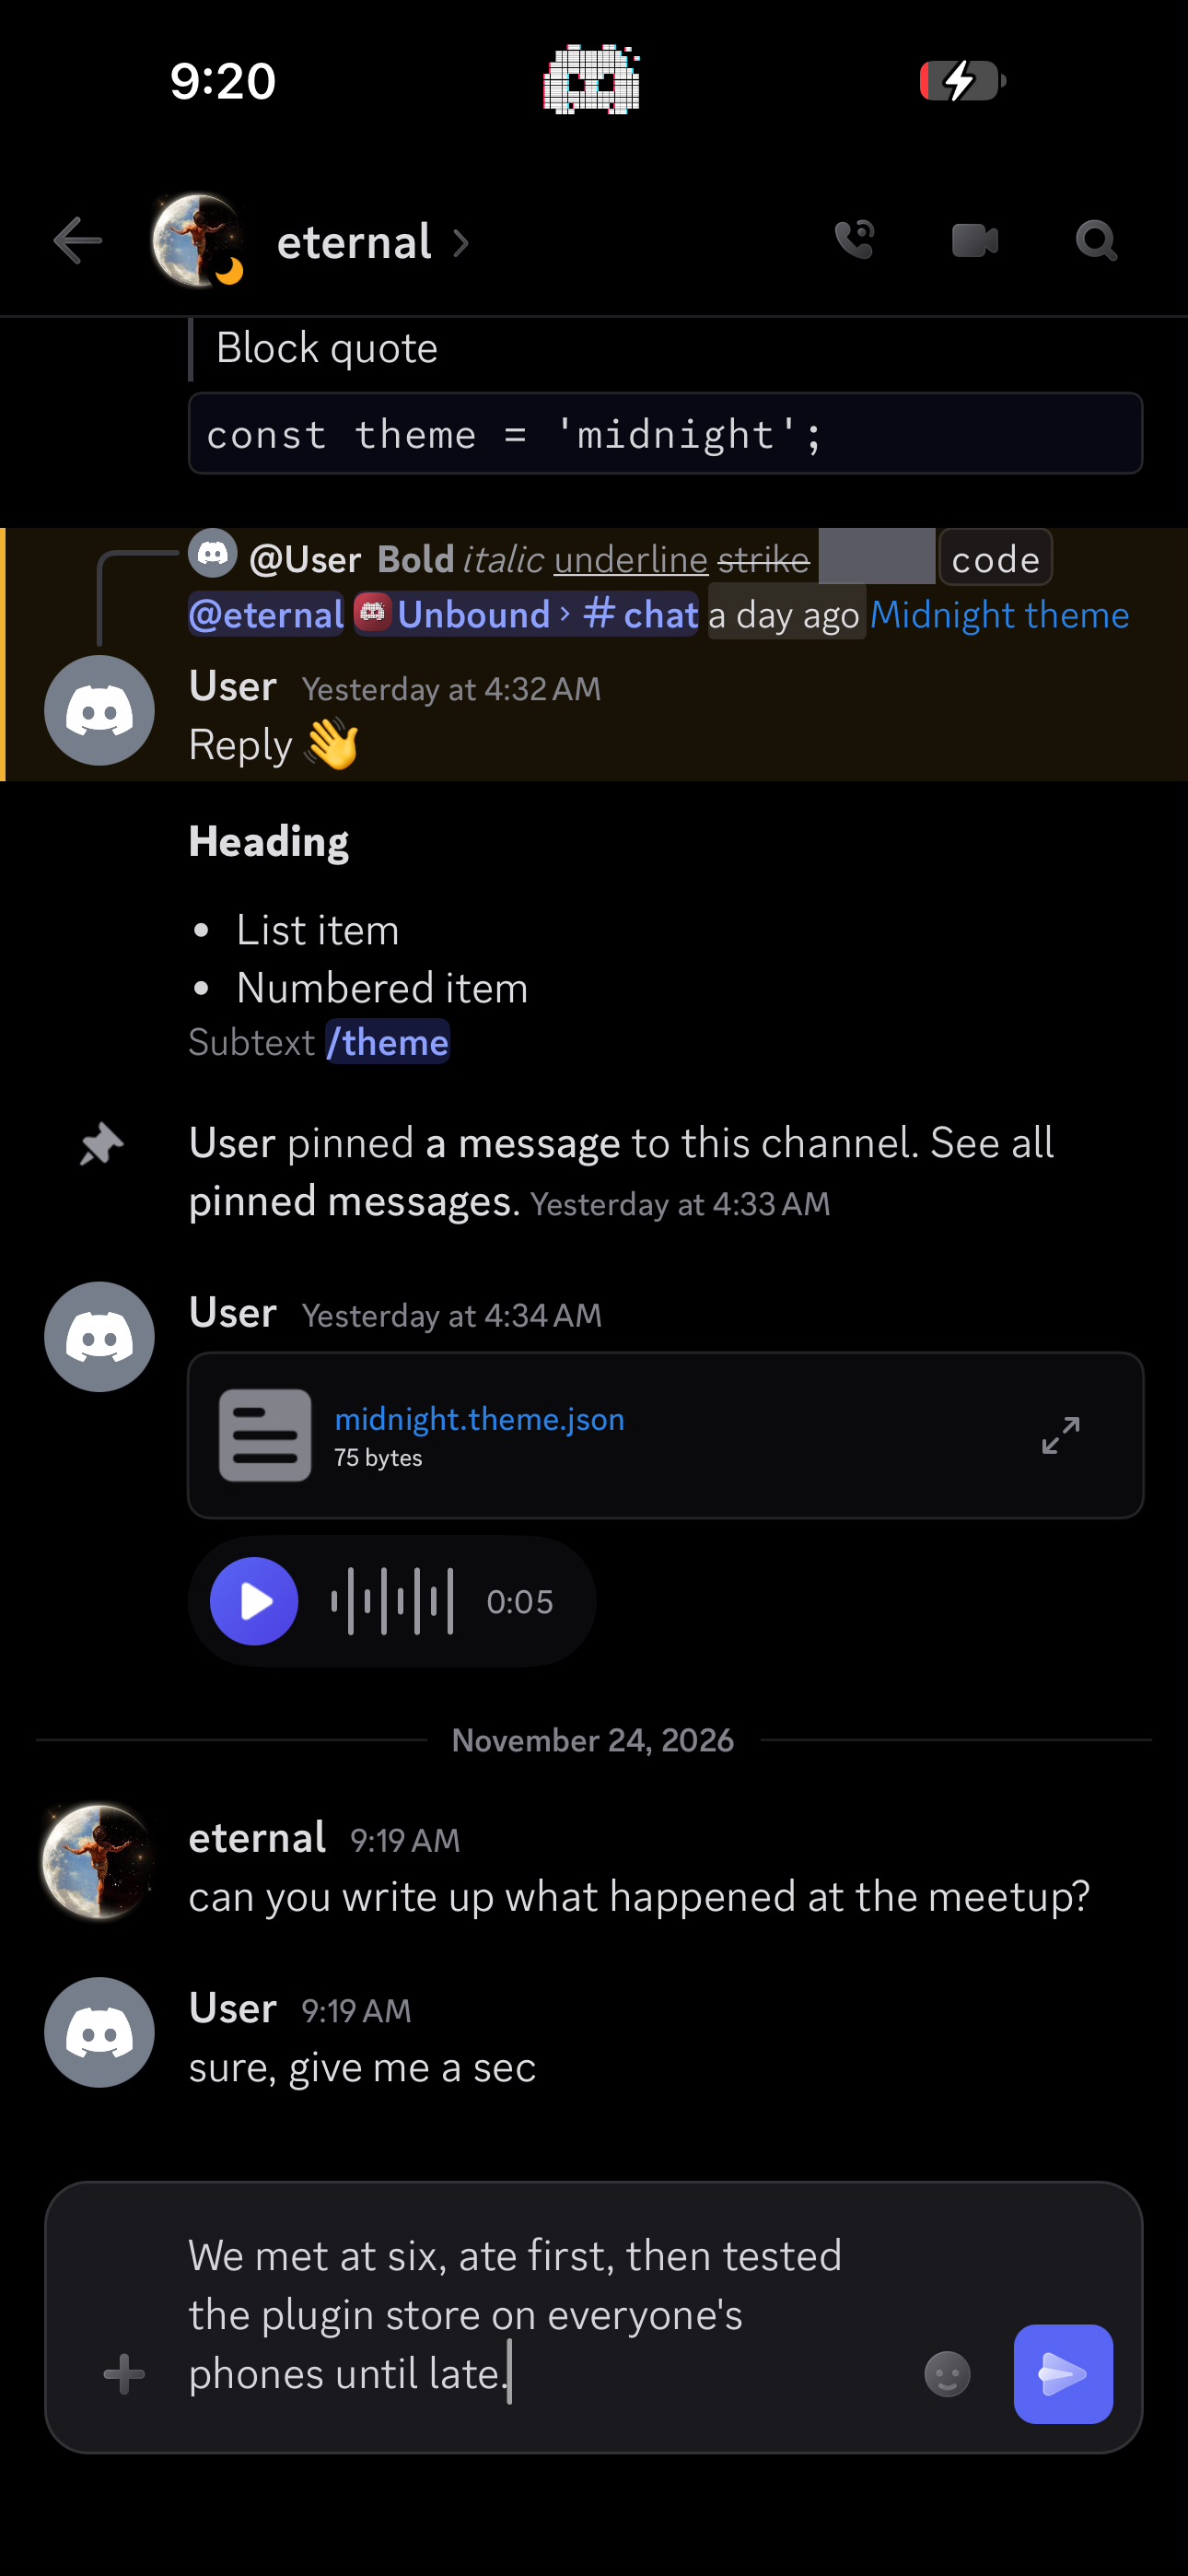 9:20
eternal
Block quote
const theme = 'midnight';
@User Bold italic underline strike code
@eternal Unbound › # chat a day ago Midnight theme
User Yesterday at 4:32 AM
Reply 👋
Heading
• List item
• Numbered item
Subtext /theme
User pinned a message to this channel. See all
pinned messages. Yesterday at 4:33 AM
User Yesterday at 4:34 AM
midnight.theme.json
75 bytes
0:05
November 24, 2026
eternal 9:19 AM
can you write up what happened at the meetup?
User 9:19 AM
sure, give me a sec
We met at six, ate first, then tested
the plugin store on everyone's
phones until late.